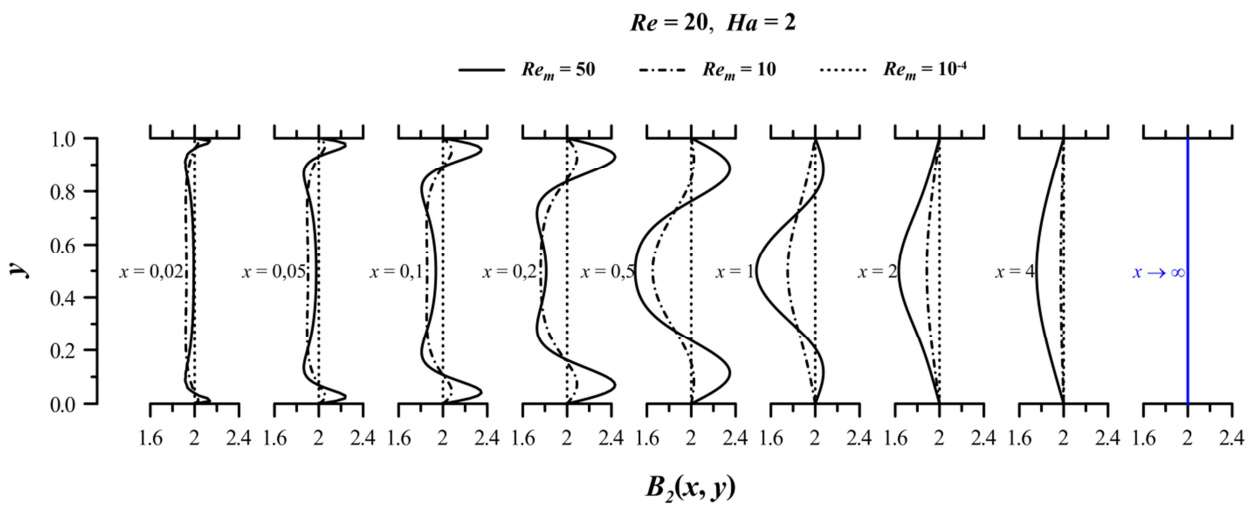 Re = 20, Ha = 2
Re_m = 50 Re_m = 10 Re_m = 10^-4
1.0
0.8
0.6
0.4
0.2
0.0
y
x = 0,02 x = 0,05 x = 0,1 x = 0,2 x = 0,5 x = 1 x = 2 x = 4 x → ∞
1.6 2 2.4 1.6 2 2.4 1.6 2 2.4 1.6 2 2.4 1.6 2 2.4 1.6 2 2.4 1.6 2 2.4 1.6 2 2.4 1.6 2 2.4
B_2(x, y)